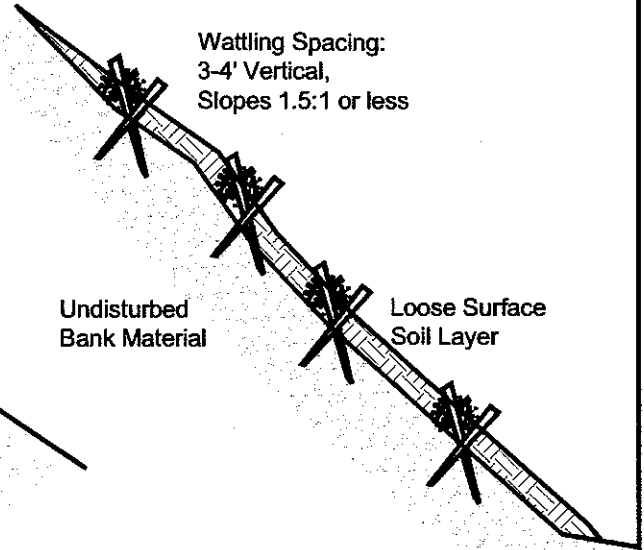 Wattling Spacing:
3-4' Vertical,
Slopes 1.5:1 or less
Undisturbed
Bank Material
Loose Surface
Soil Layer